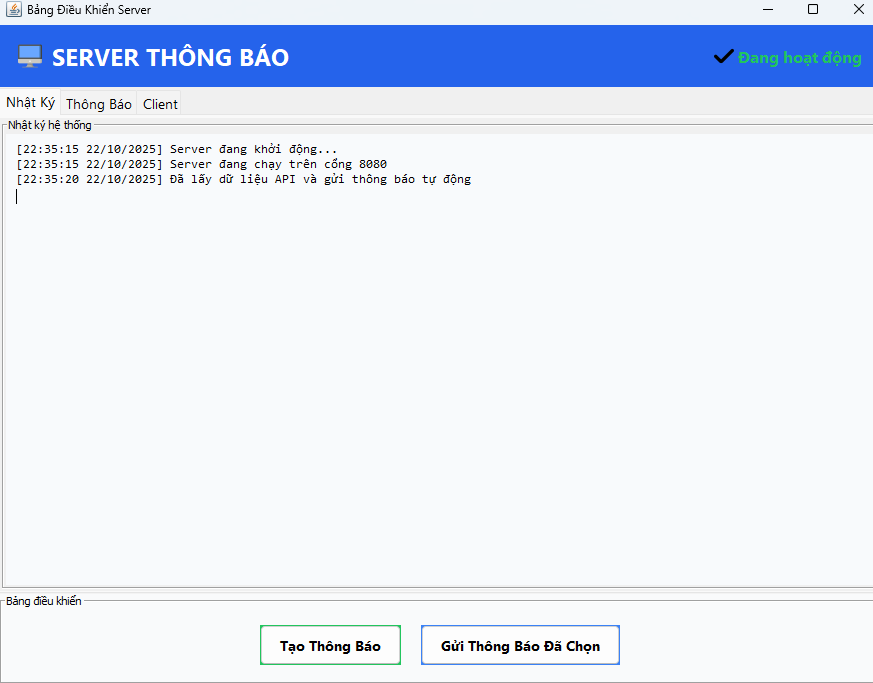 Bảng Điều Khiển Server
SERVER THÔNG BÁO
Đang hoạt động
Nhật Ký Thông Báo Client
Nhật ký hệ thống
[22:35:15 22/10/2025] Server đang khởi động...
[22:35:15 22/10/2025] Server đang chạy trên cổng 8080
[22:35:20 22/10/2025] Đã lấy dữ liệu API và gửi thông báo tự động
Bảng điều khiển
Tạo Thông Báo Gửi Thông Báo Đã Chọn